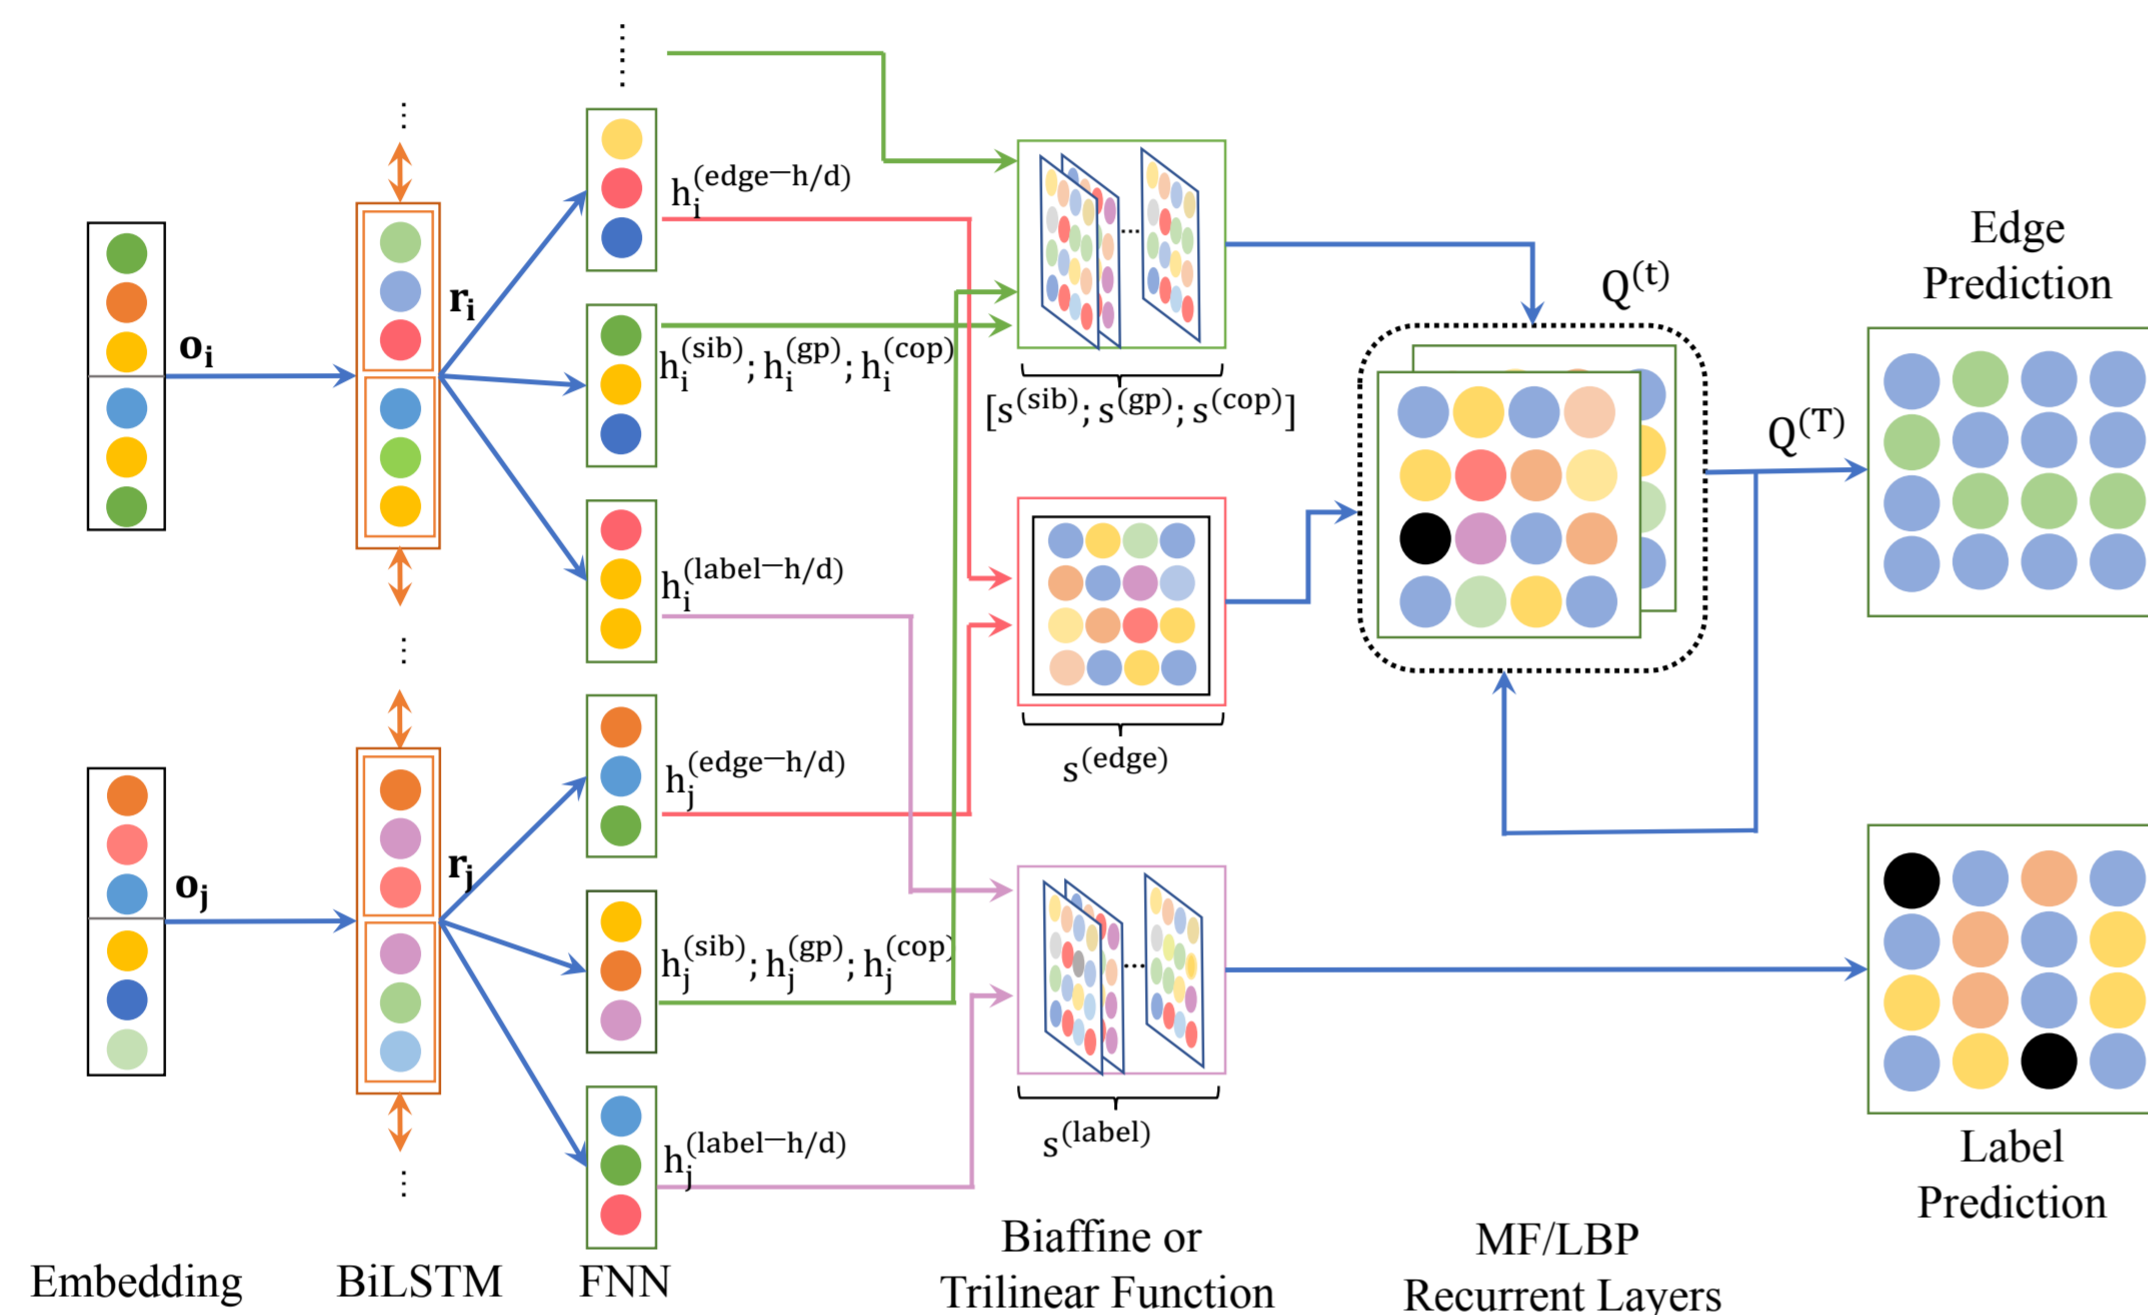 o_i
r_i
h_i^(edge−h/d)
h_i^(sib); h_i^(gp); h_i^(cop)
h_i^(label−h/d)
o_j
r_j
h_j^(edge−h/d)
h_j^(sib); h_j^(gp); h_j^(cop)
h_j^(label−h/d)
[s^(sib); s^(gp); s^(cop)]
s^(edge)
s^(label)
Q^(t)
Q^(T)
Edge
Prediction
Label
Prediction
Embedding
BiLSTM
FNN
Biaffine or
Trilinear Function
MF/LBP
Recurrent Layers